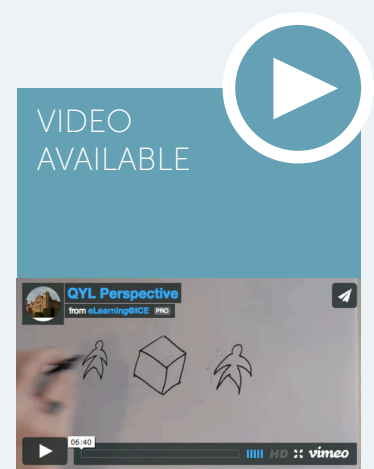 VIDEO
AVAILABLE
QYL Perspective
from eLearning@ICE PRO
06:40
HD vimeo